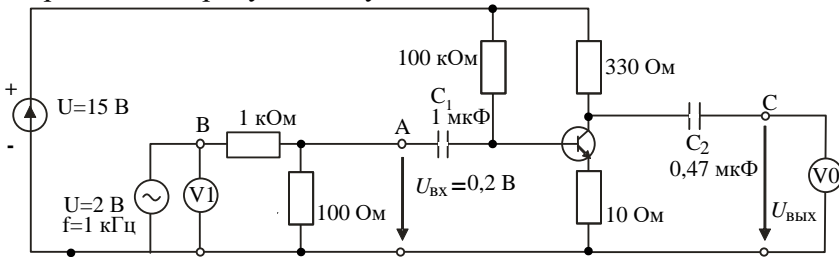 100 кОм
330 Ом
+
U=15 В
-
В
1 кОм
А
C1
1 мкФ
C
C2
0,47 мкФ
U=2 В
f=1 кГц
V1
100 Ом
Uвх =0,2 В
10 Ом
Uвых
V0